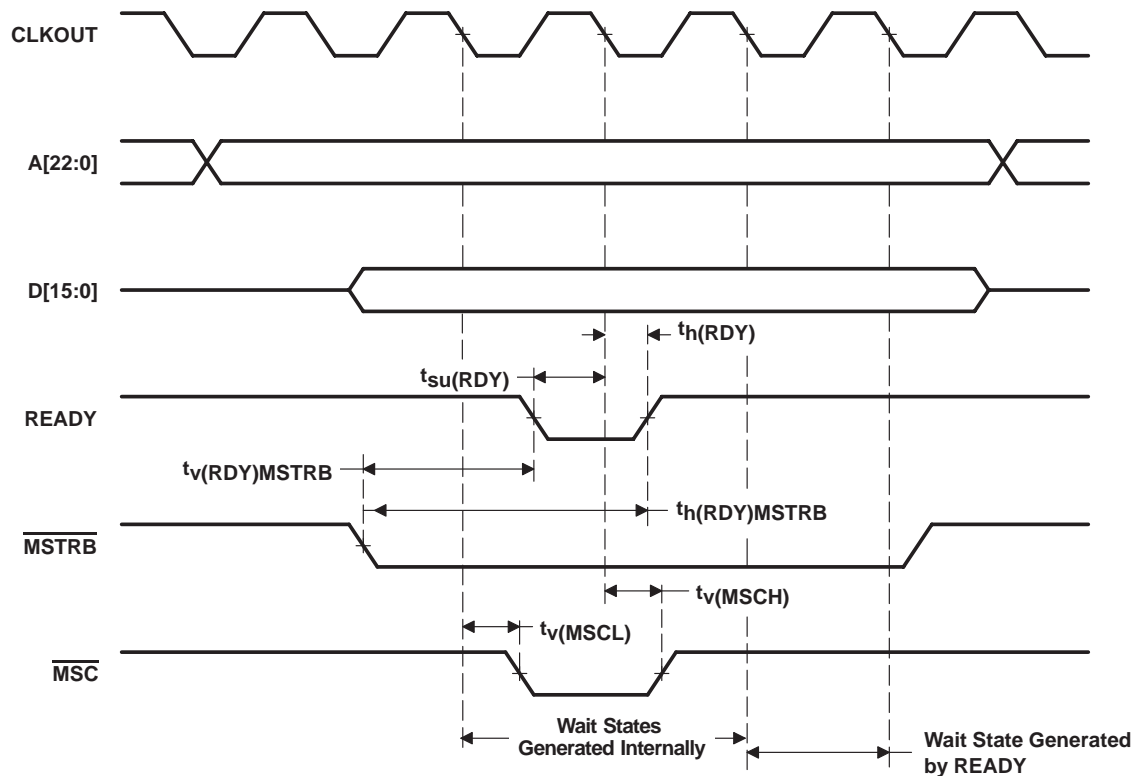 CLKOUT
A[22:0]
D[15:0]
th(RDY)
tsu(RDY)
READY
tv(RDY)MSTRB
th(RDY)MSTRB
MSTRB
tv(MSCH)
tv(MSCL)
MSC
Wait States
Generated Internally
Wait State Generated
by READY